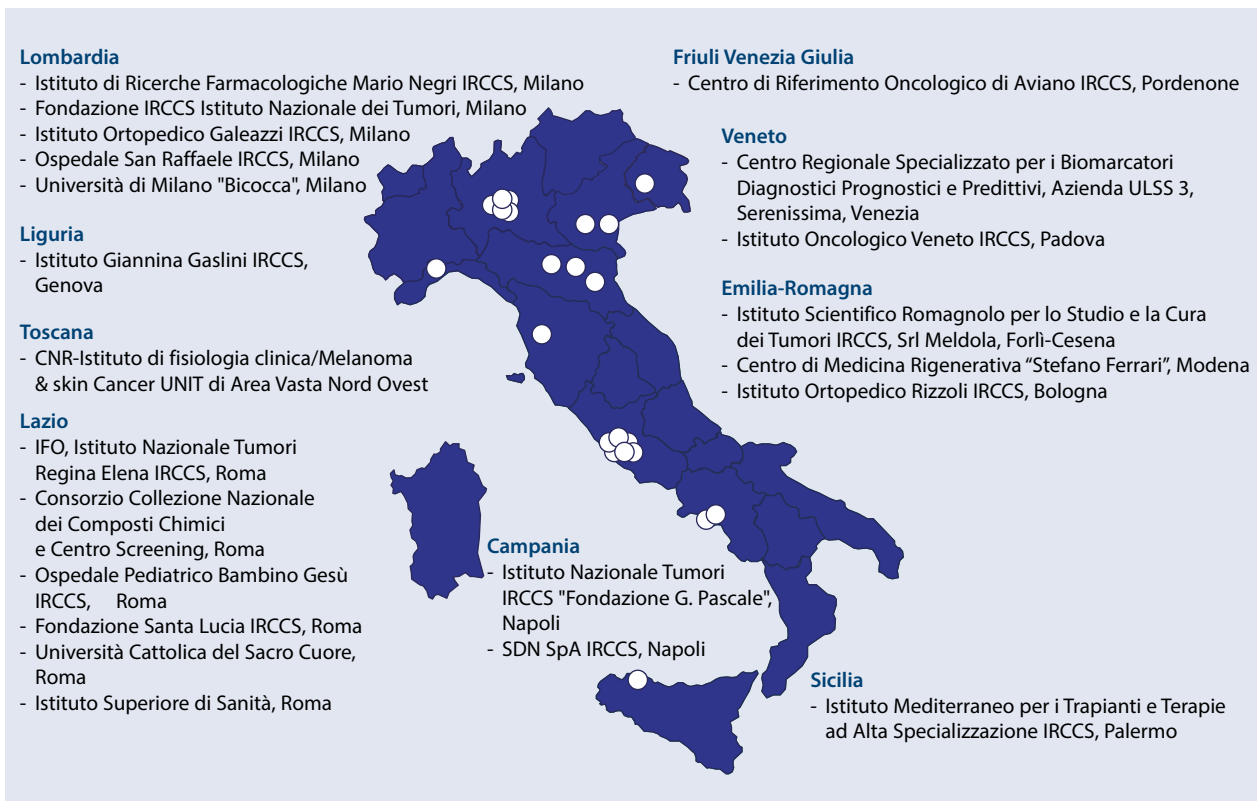 Lombardia
- Istituto di Ricerche Farmacologiche Mario Negri IRCCS, Milano
- Fondazione IRCCS Istituto Nazionale dei Tumori, Milano
- Istituto Ortopedico Galeazzi IRCCS, Milano
- Ospedale San Raffaele IRCCS, Milano
- Università di Milano "Bicocca", Milano
Liguria
- Istituto Giannina Gaslini IRCCS,
Genova
Toscana
- CNR-Istituto di fisiologia clinica/Melanoma
& skin Cancer UNIT di Area Vasta Nord Ovest
Lazio
- IFO, Istituto Nazionale Tumori
Regina Elena IRCCS, Roma
- Consorzio Collezione Nazionale
dei Composti Chimici
e Centro Screening, Roma
- Ospedale Pediatrico Bambino Gesù
IRCCS, Roma
- Fondazione Santa Lucia IRCCS, Roma
- Università Cattolica del Sacro Cuore,
Roma
- Istituto Superiore di Sanità, Roma
Campania
- Istituto Nazionale Tumori
IRCCS "Fondazione G. Pascale",
Napoli
- SDN SpA IRCCS, Napoli
Friuli Venezia Giulia
- Centro di Riferimento Oncologico di Aviano IRCCS, Pordenone
Veneto
- Centro Regionale Specializzato per i Biomarcatori
Diagnostici Prognostici e Predittivi, Azienda ULSS 3,
Serenissima, Venezia
- Istituto Oncologico Veneto IRCCS, Padova
Emilia-Romagna
- Istituto Scientifico Romagnolo per lo Studio e la Cura
dei Tumori IRCCS, Srl Meldola, Forlì-Cesena
- Centro di Medicina Rigenerativa “Stefano Ferrari”, Modena
- Istituto Ortopedico Rizzoli IRCCS, Bologna
Sicilia
- Istituto Mediterraneo per i Trapianti e Terapie
ad Alta Specializzazione IRCCS, Palermo